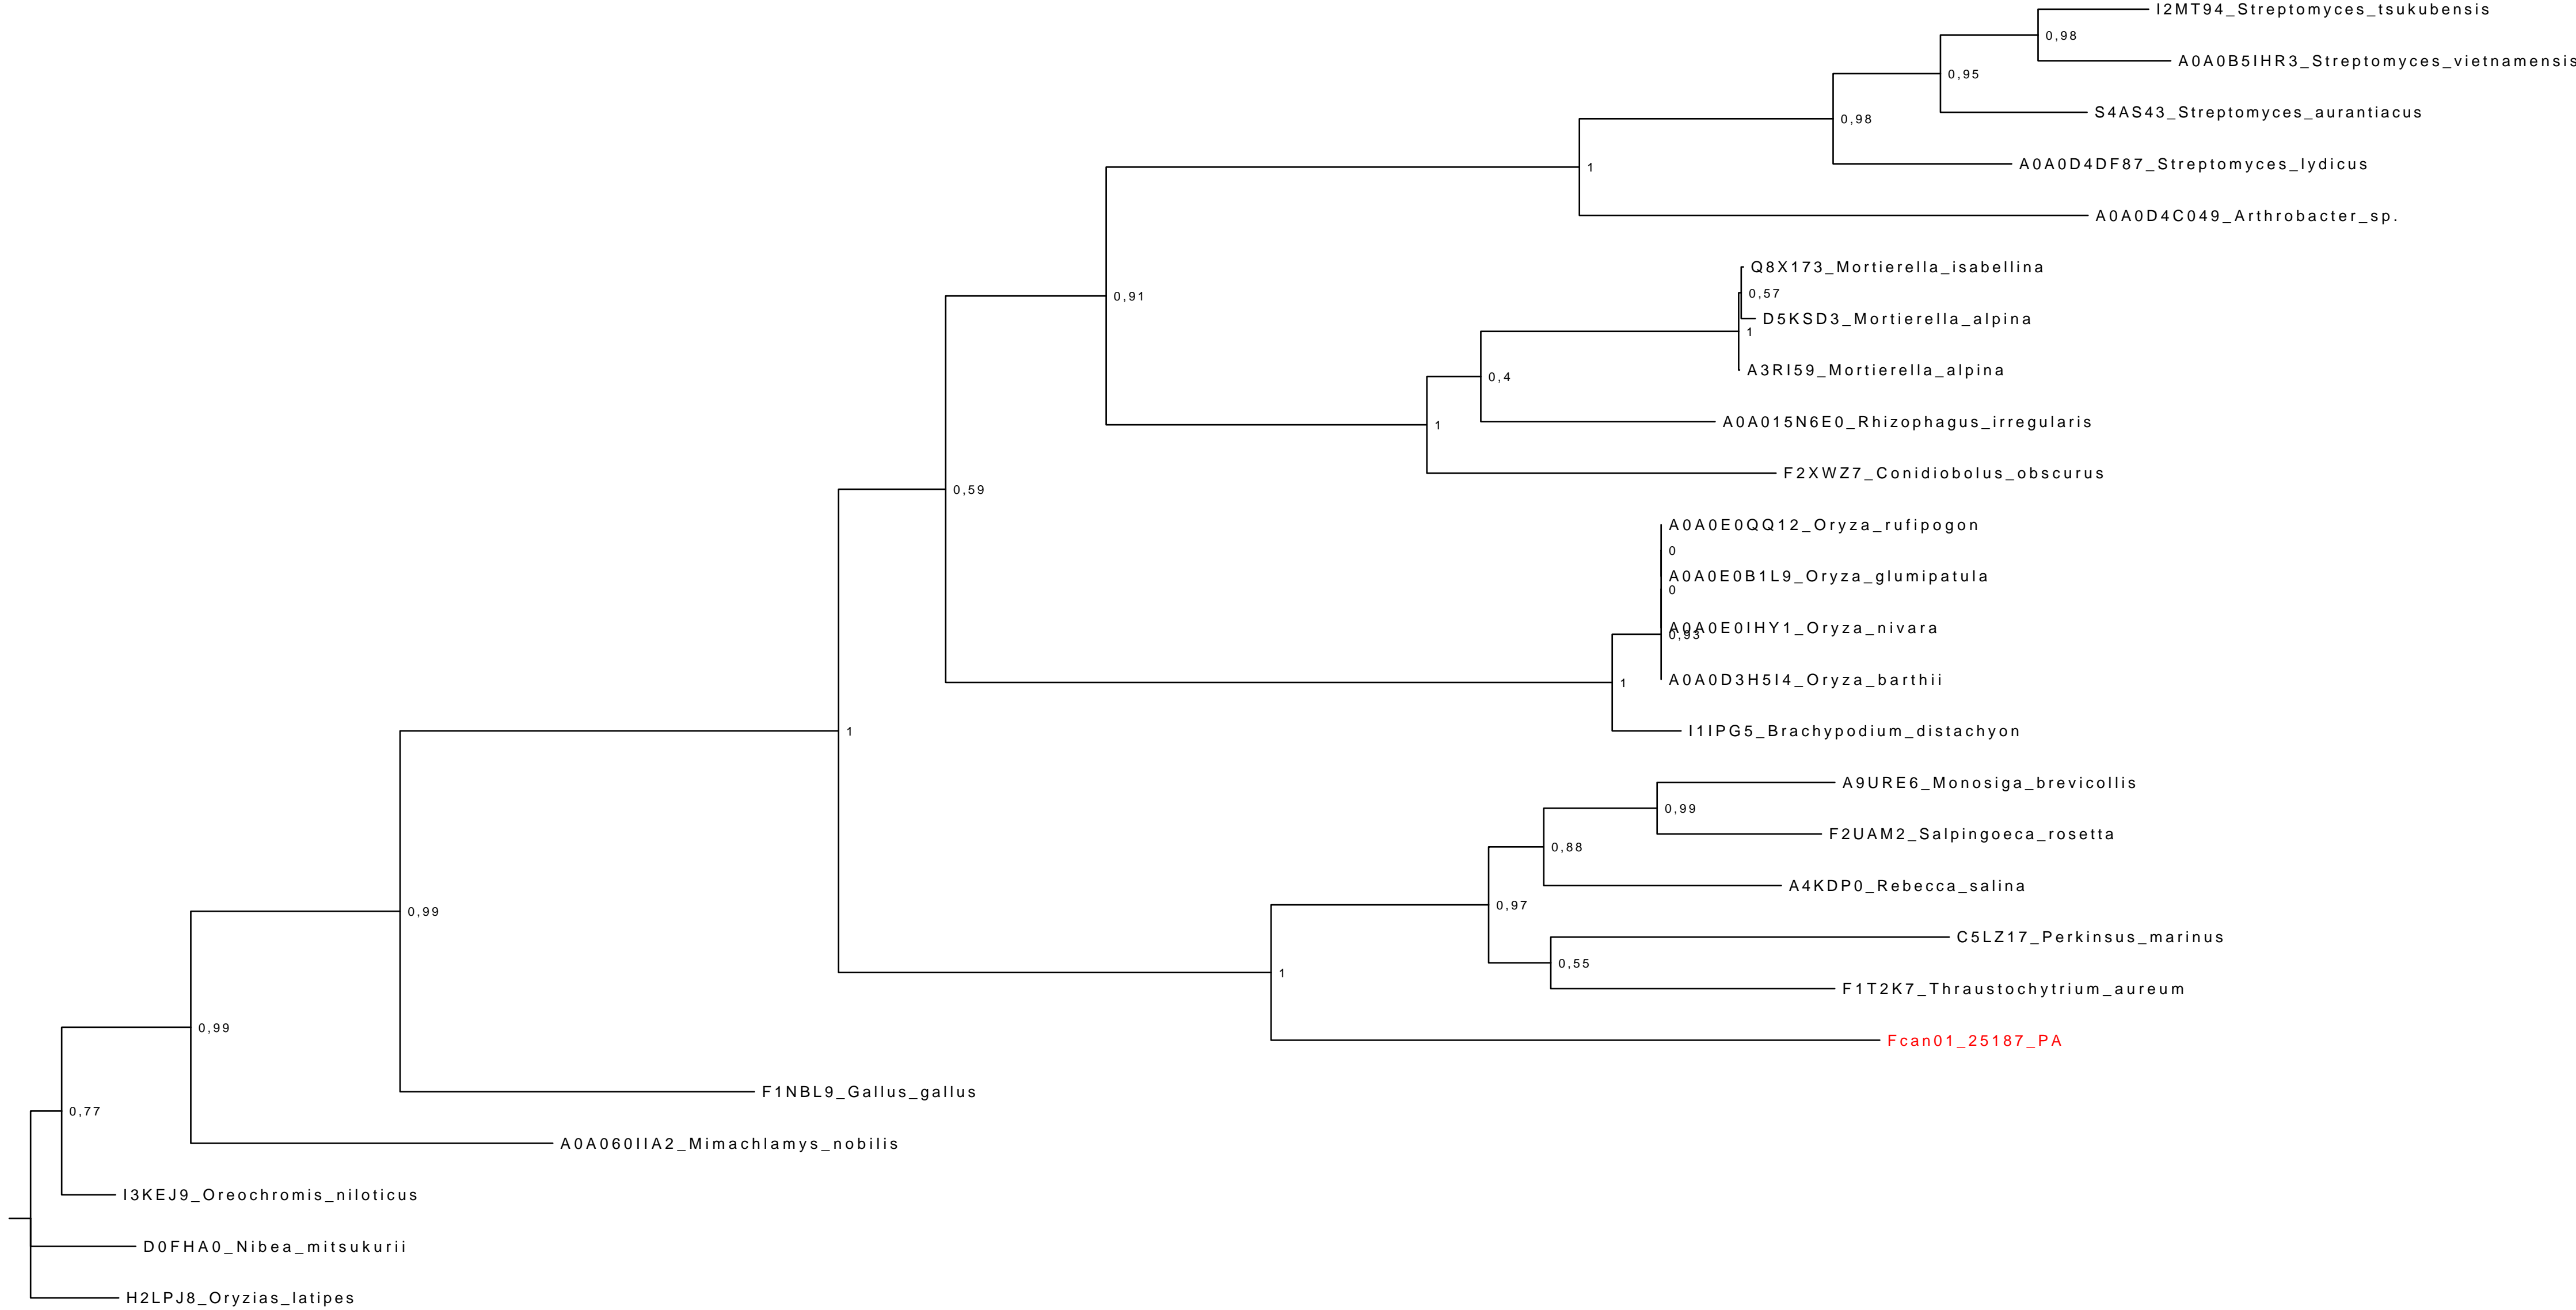 I2MT94_Streptomyces_tsukubensis
0,98
A0A0B5IHR3_Streptomyces_vietnamensis
0,95
S4AS43_Streptomyces_aurantiacus
0,98
A0A0D4DF87_Streptomyces_lydicus
1
A0A0D4C049_Arthrobacter_sp.
Q8X173_Mortierella_isabellina
0,57
0,91
D5KSD3_Mortierella_alpina
1
A3RI59_Mortierella_alpina
0,4
A0A015N6E0_Rhizophagus_irregularis
1
F2XWZ7_Conidiobolus_obscurus
0,59
A0A0E0QQ12_Oryza_rufipogon
0
A0A0E0B1L9_Oryza_glumipatula
0
A0A0E0IHY1_Oryza_nivara
0,93
A0A0D3H5I4_Oryza_barthii
1
I1IPG5_Brachypodium_distachyon
1
A9URE6_Monosiga_brevicollis
0,99
F2UAM2_Salpingoeca_rosetta
0,88
A4KDP0_Rebecca_salina
0,97
0,99
C5LZ17_Perkinsus_marinus
0,55
1
F1T2K7_Thraustochytrium_aureum
0,99
Fcan01_25187_PA
F1NBL9_Gallus_gallus
0,77
A0A060IIA2_Mimachlamys_nobilis
I3KEJ9_Oreochromis_niloticus
D0FHA0_Nibea_mitsukurii
H2LPJ8_Oryzias_latipes